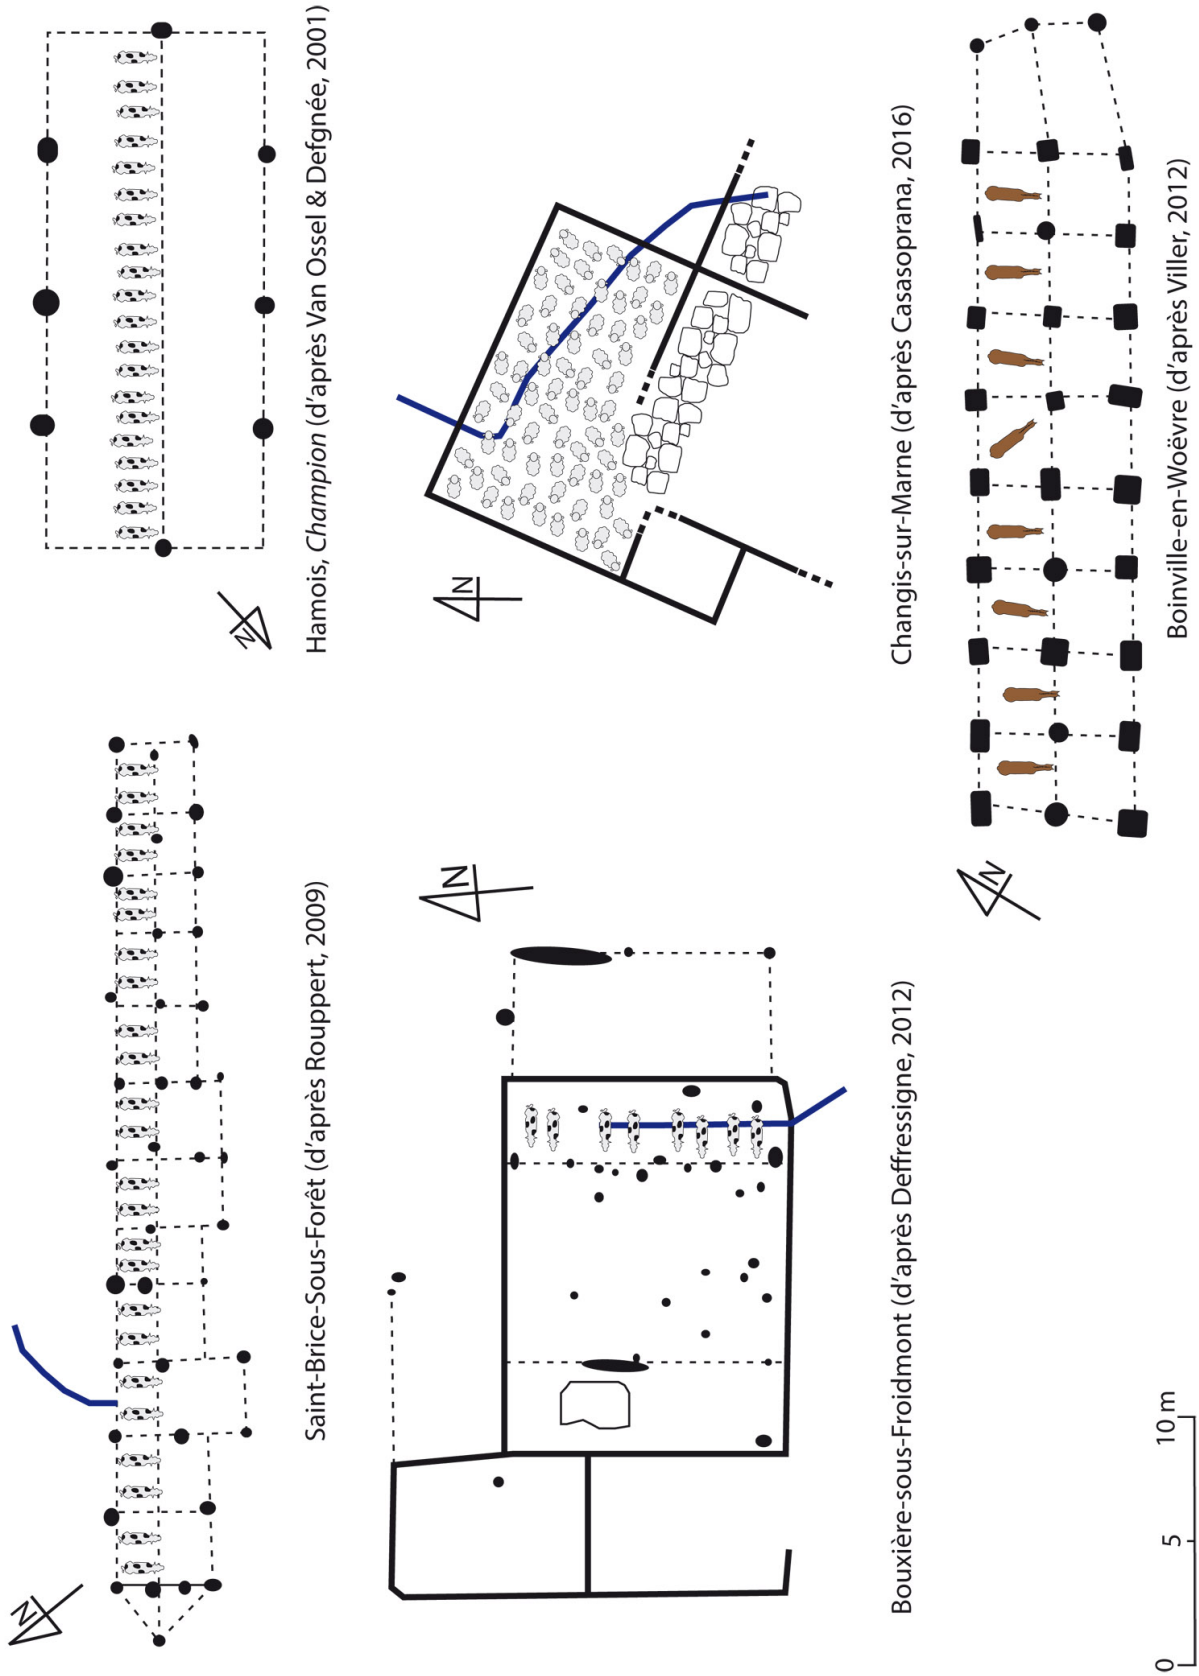 Saint-Brice-Sous-Forêt (d'après Rouppert, 2009)
Hamois, Champion (d'après Van Ossel & Defgnée, 2001)
Bouxière-sous-Froidmont (d'après Deffressigne, 2012)
Changis-sur-Marne (d'après Casasoprana, 2016)
Boinville-en-Woëvre (d'après Viller, 2012)
N
N
N
N
N
0 5 10 m